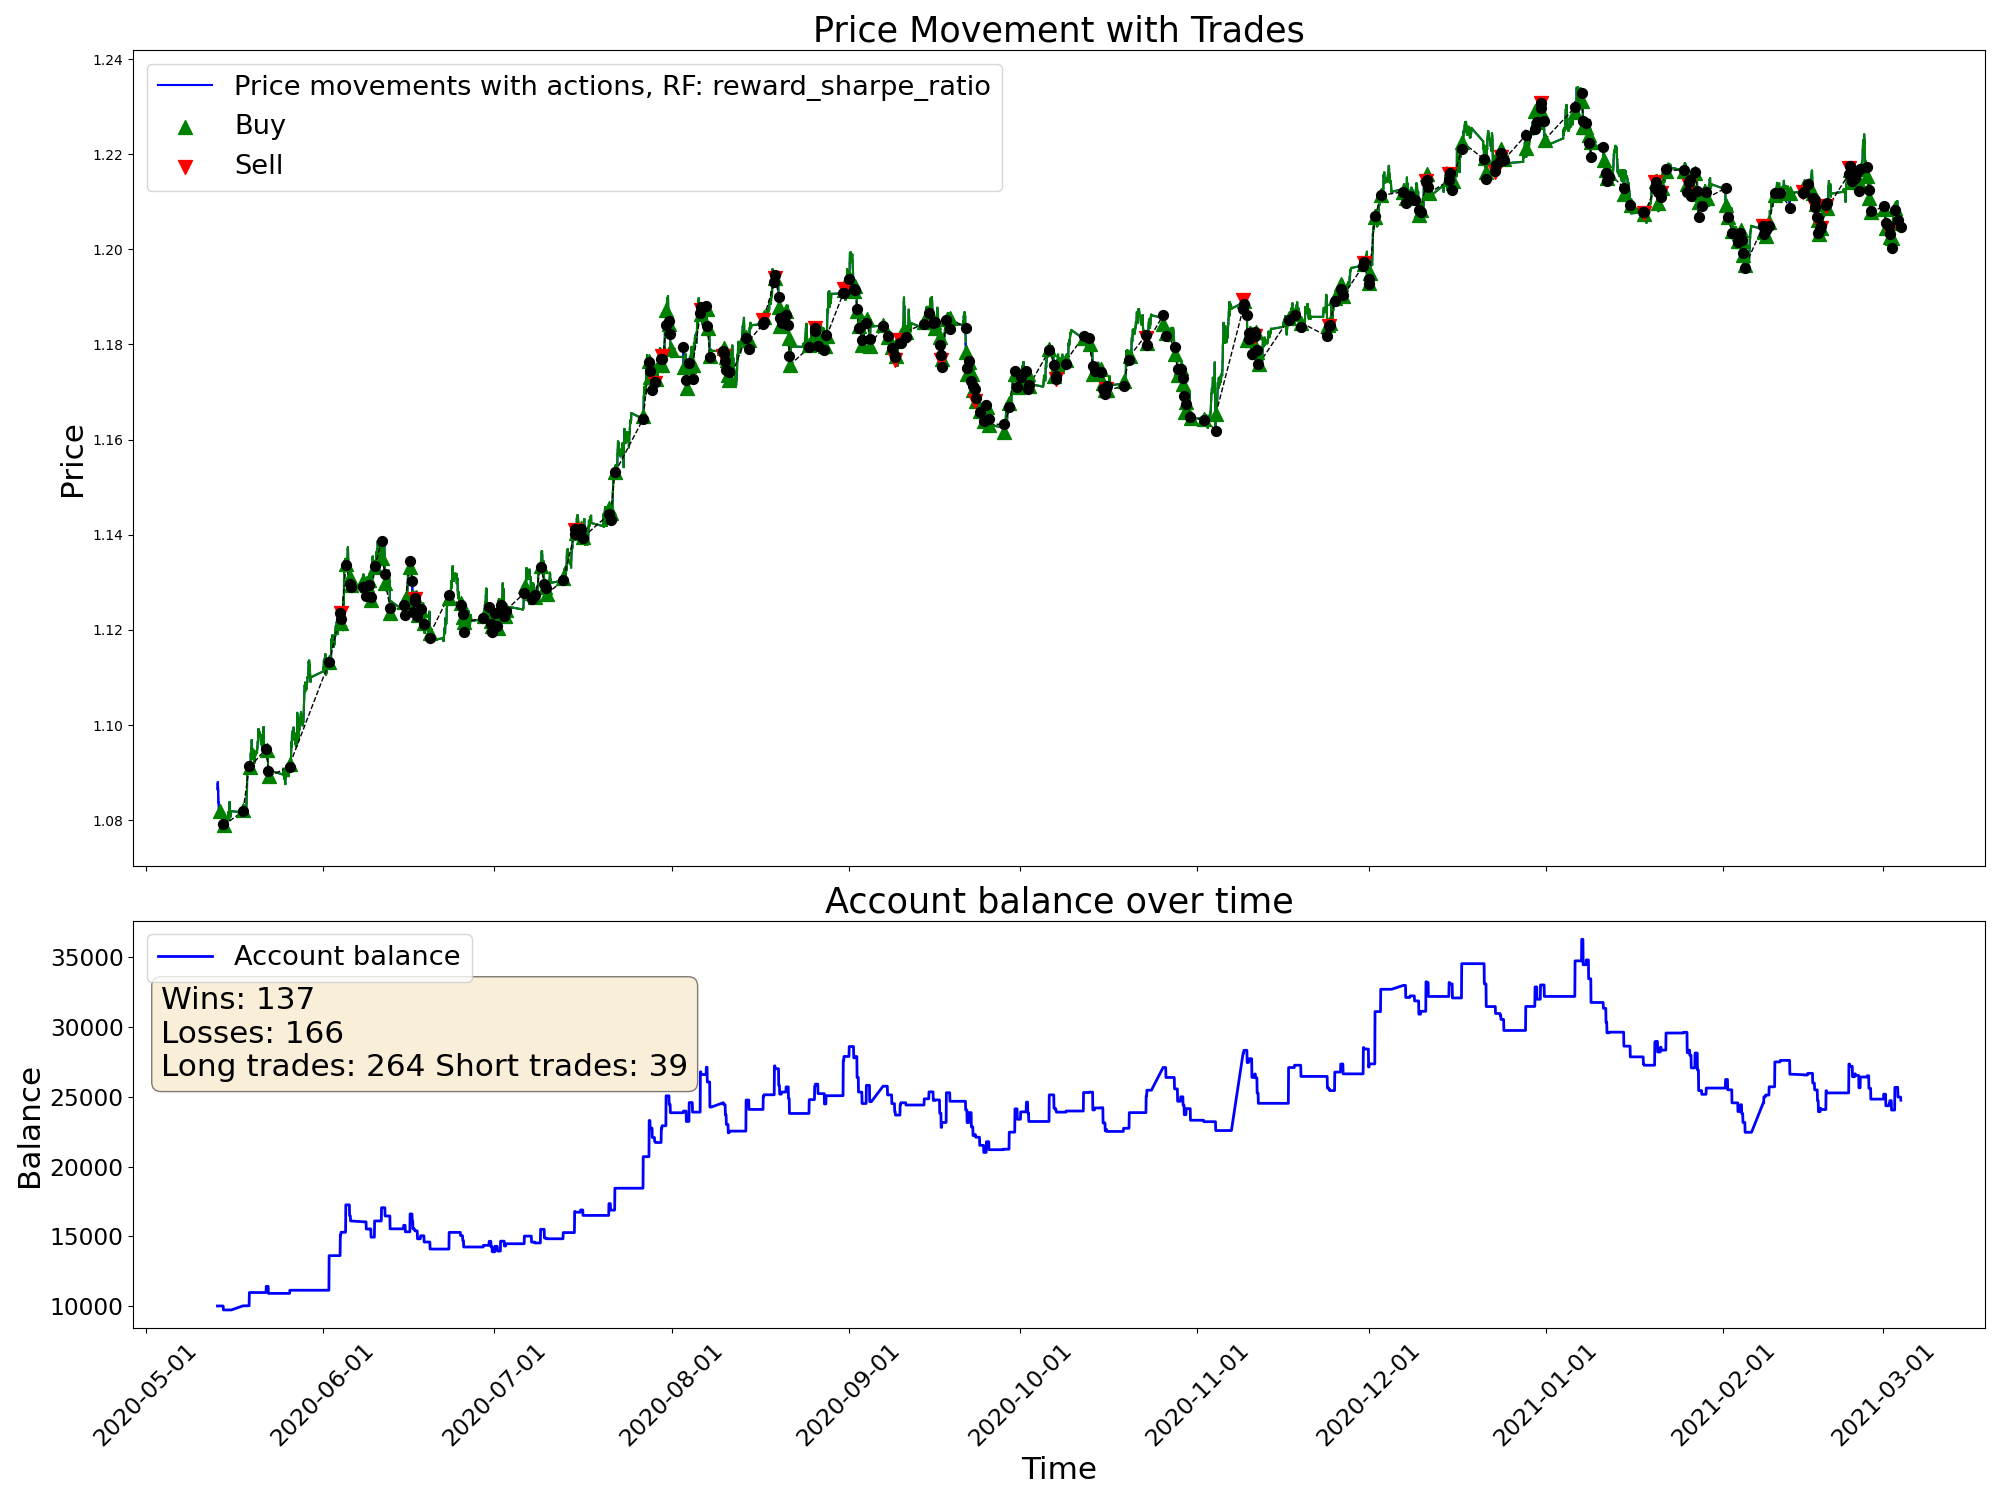 Price Movement with Trades
Price movements with actions, RF: reward_sharpe_ratio
Buy
Sell
1.24
1.22
1.20
1.18
1.16
1.14
1.12
1.10
1.08
Price
Account balance over time
Account balance
Wins: 137
Losses: 166
Long trades: 264 Short trades: 39
35000
30000
25000
20000
15000
10000
Balance
2020-05-01
2020-06-01
2020-07-01
2020-08-01
2020-09-01
2020-10-01
2020-11-01
2020-12-01
2021-01-01
2021-02-01
2021-03-01
Time